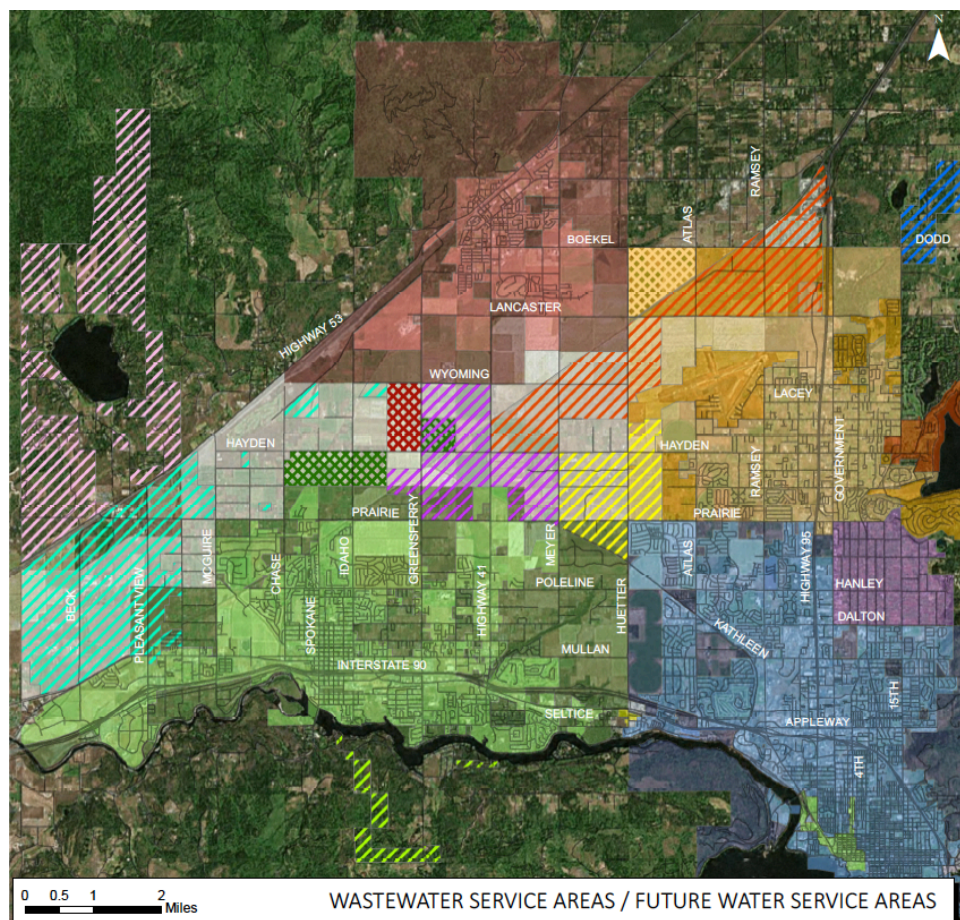 N
RAMSEY
ATLAS
BOEKEL
DODD
LANCASTER
HIGHWAY 53
WYOMING
LACEY
HAYDEN
HAYDEN
GOVERNMENT
RAMSEY
PRAIRIE
PRAIRIE
GREENSFERRY
MCGUIRE
CHASE
IDAHO
HIGHWAY 41
MEYER
HUETTER
ATLAS
HIGHWAY 95
POLELINE
HANLEY
DALTON
BECK
PLEASANT VIEW
SPOKANE
KATHLEEN
MULLAN
INTERSTATE 90
15TH
SELTICE
APPLEWAY
4TH
0 0.5 1 2
Miles
WASTEWATER SERVICE AREAS / FUTURE WATER SERVICE AREAS